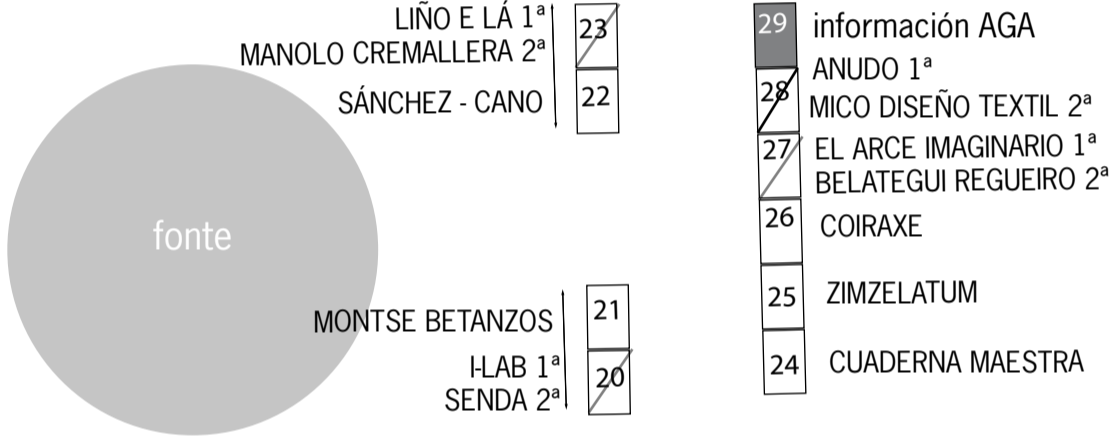 LIÑO E LÁ 1ª
MANOLO CREMALLERA 2ª
23
SÁNCHEZ - CANO
22
fonte
MONTSE BETANZOS
21
I-LAB 1ª
SENDA 2ª
20
29
información AGA
28
ANUDO 1ª
MICO DISEÑO TEXTIL 2ª
27
EL ARCE IMAGINARIO 1ª
BELATEGUI REGUEIRO 2ª
26
COIRAXE
25
ZIMZELATUM
24
CUADERNA MAESTRA